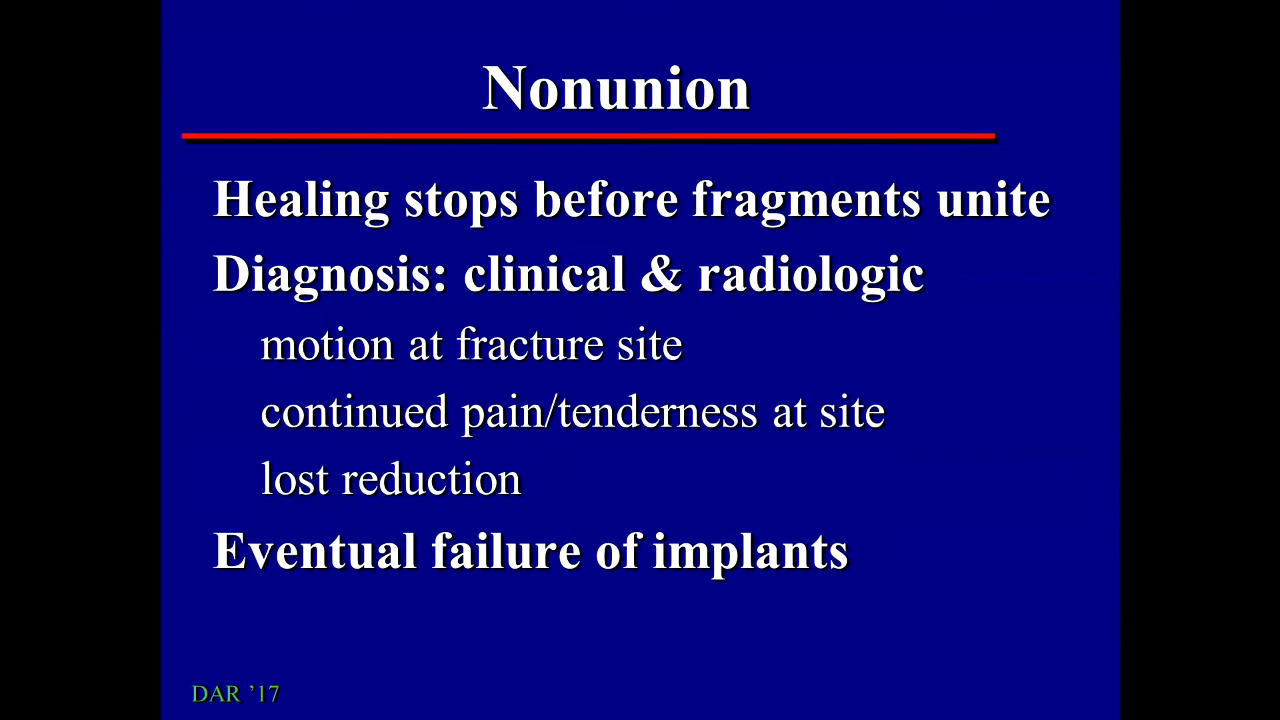 Nonunion
Healing stops before fragments unite
Diagnosis: clinical & radiologic
motion at fracture site
continued pain/tenderness at site
lost reduction
Eventual failure of implants
DAR ’17